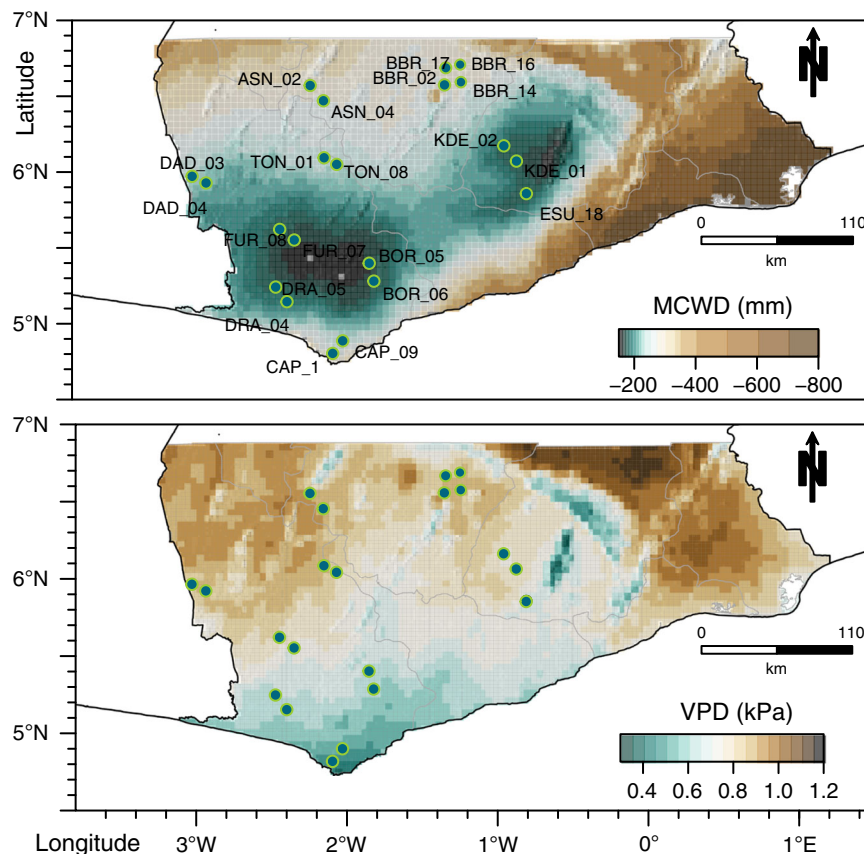 7°N
Latitude
6°N
5°N
N
BBR_17
BBR_16
BBR_02
BBR_14
ASN_02
ASN_04
KDE_02
KDE_01
TON_01
TON_08
DAD_03
DAD_04
ESU_18
FUR_08
FUR_07
BOR_05
BOR_06
DRA_05
DRA_04
CAP_09
CAP_1
0 110
km
MCWD (mm)
−200 −400 −600 −800
7°N
6°N
5°N
N
0 110
km
VPD (kPa)
0.4 0.6 0.8 1.0 1.2
Longitude 3°W 2°W 1°W 0° 1°E